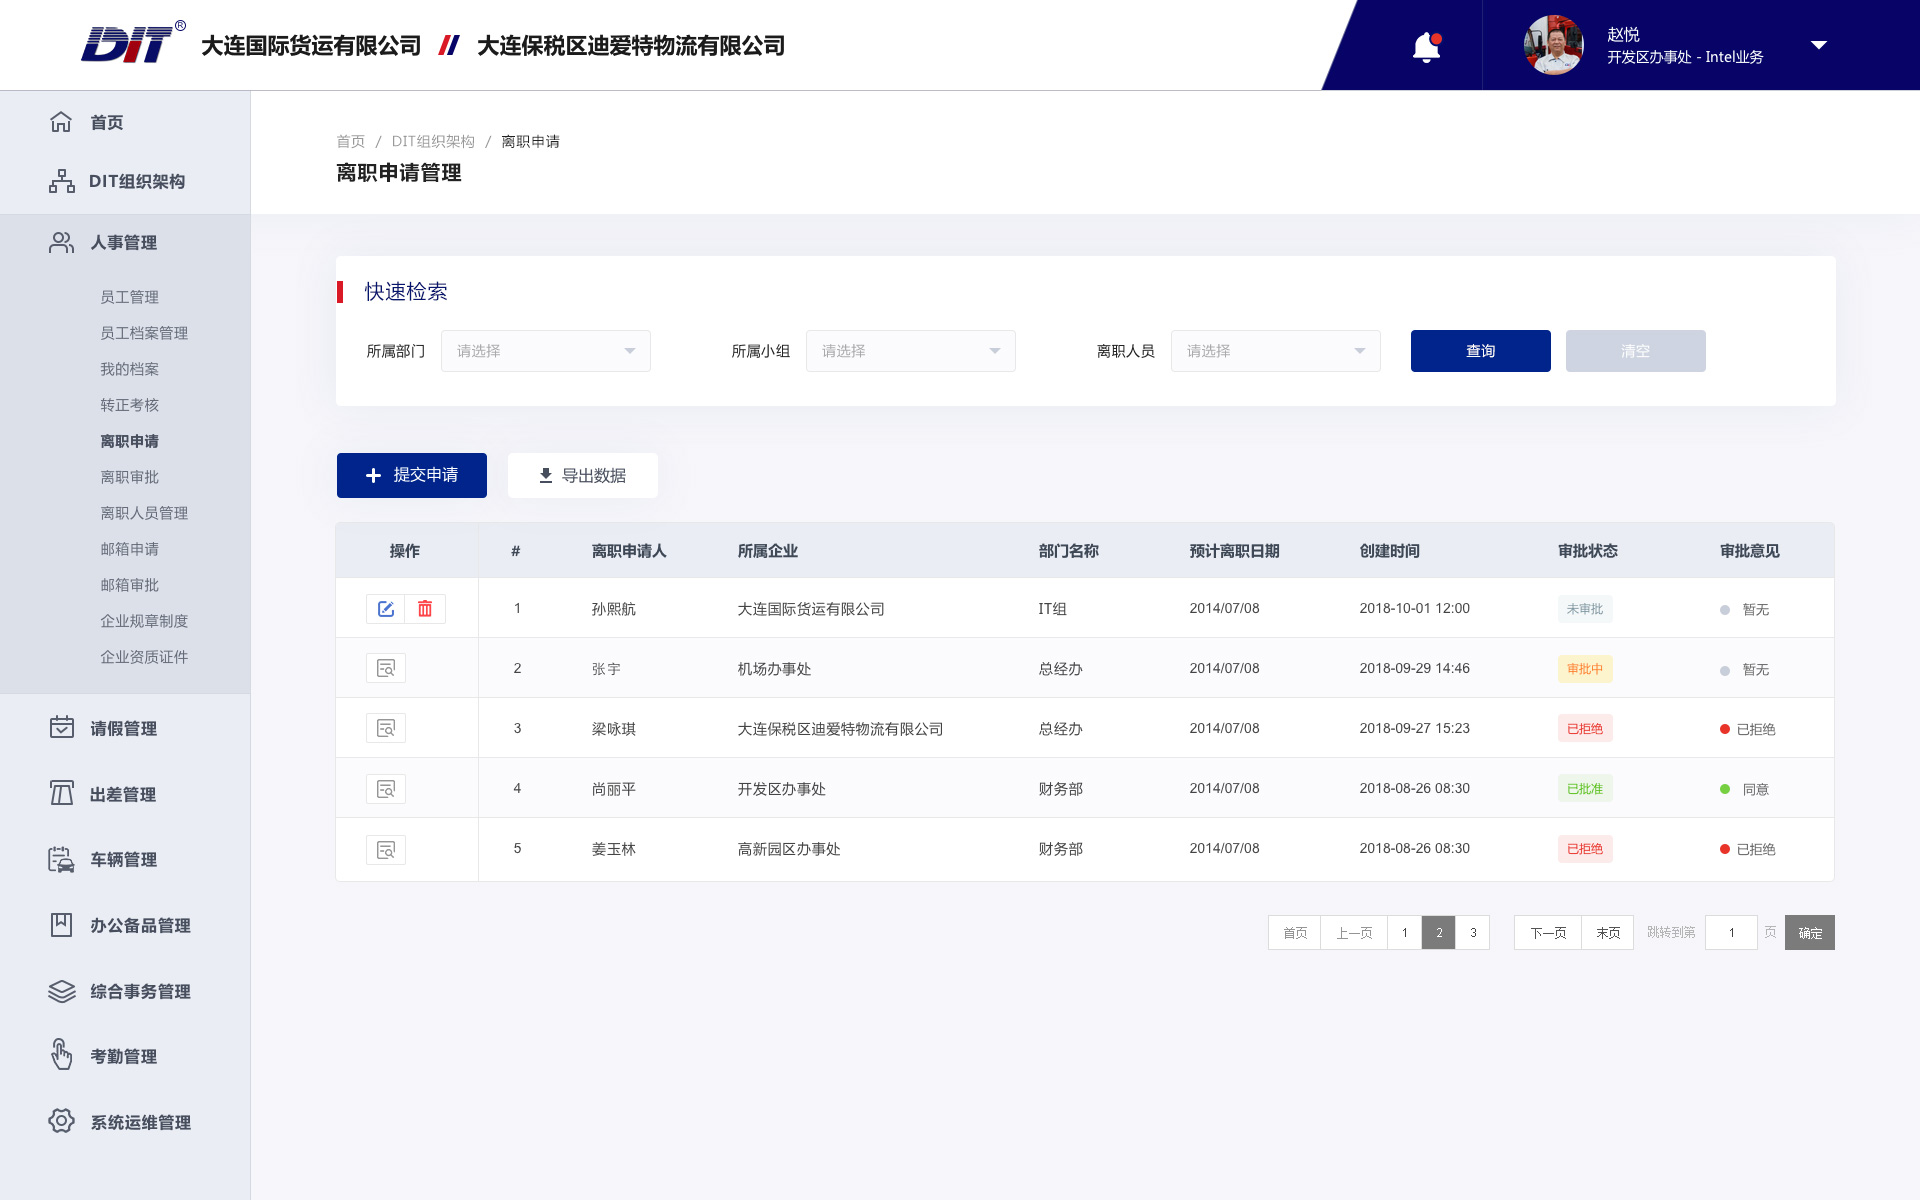 DIT® 大连国际货运有限公司 // 大连保税区迪爱特物流有限公司
赵悦
开发区办事处 - Intel业务
首页
DIT组织架构
人事管理
员工管理
员工档案管理
我的档案
转正考核
离职申请
离职审批
离职人员管理
邮箱申请
邮箱审批
企业规章制度
企业资质证件
请假管理
出差管理
车辆管理
办公备品管理
综合事务管理
考勤管理
系统运维管理
首页 / DIT组织架构 / 离职申请
离职申请管理
快速检索
所属部门 请选择 所属小组 请选择 离职人员 请选择 查询 清空
提交申请 导出数据
操作 # 离职申请人 所属企业 部门名称 预计离职日期 创建时间 审批状态 审批意见
1 孙熙航 大连国际货运有限公司 IT组 2014/07/08 2018-10-01 12:00 未审批 暂无
2 张宇 机场办事处 总经办 2014/07/08 2018-09-29 14:46 审批中 暂无
3 梁咏琪 大连保税区迪爱特物流有限公司 总经办 2014/07/08 2018-09-27 15:23 已拒绝 已拒绝
4 尚丽平 开发区办事处 财务部 2014/07/08 2018-08-26 08:30 已批准 同意
5 姜玉林 高新园区办事处 财务部 2014/07/08 2018-08-26 08:30 已拒绝 已拒绝
首页 上一页 1 2 3 下一页 末页 跳转到第 1 页 确定